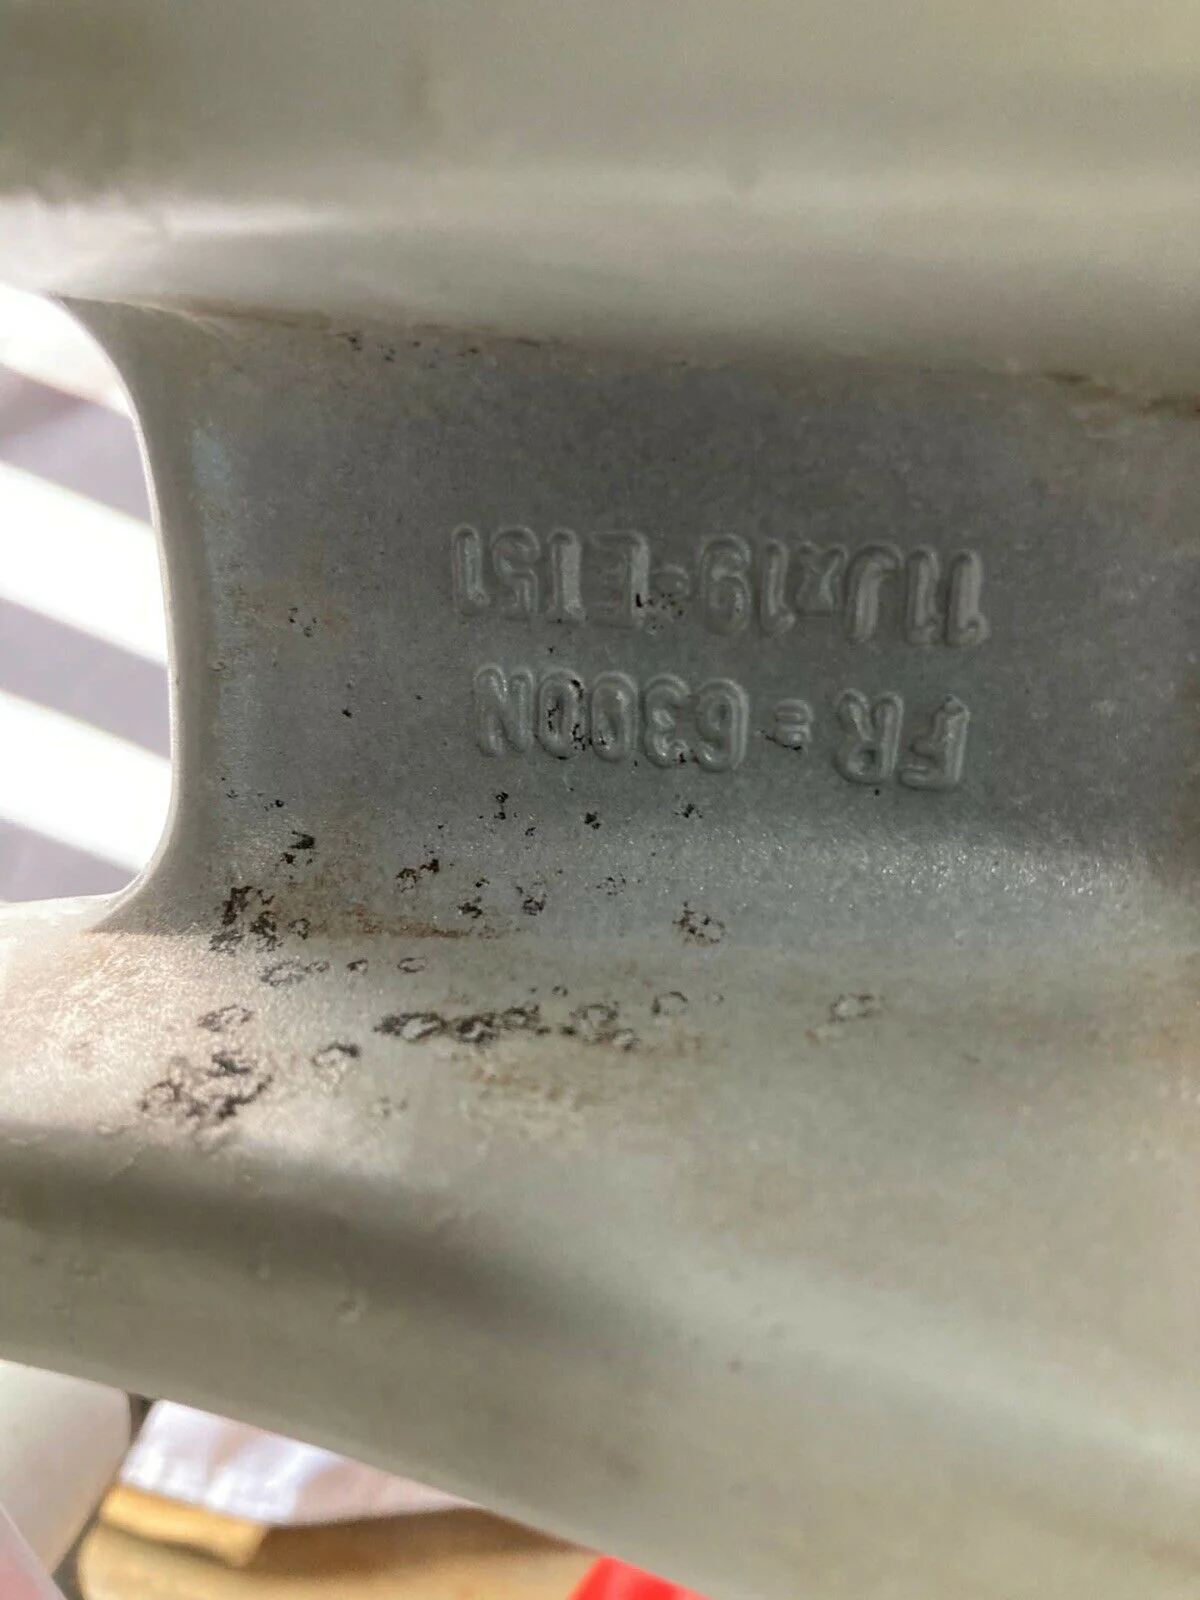 FR = 6300N
11Jx19 ET51